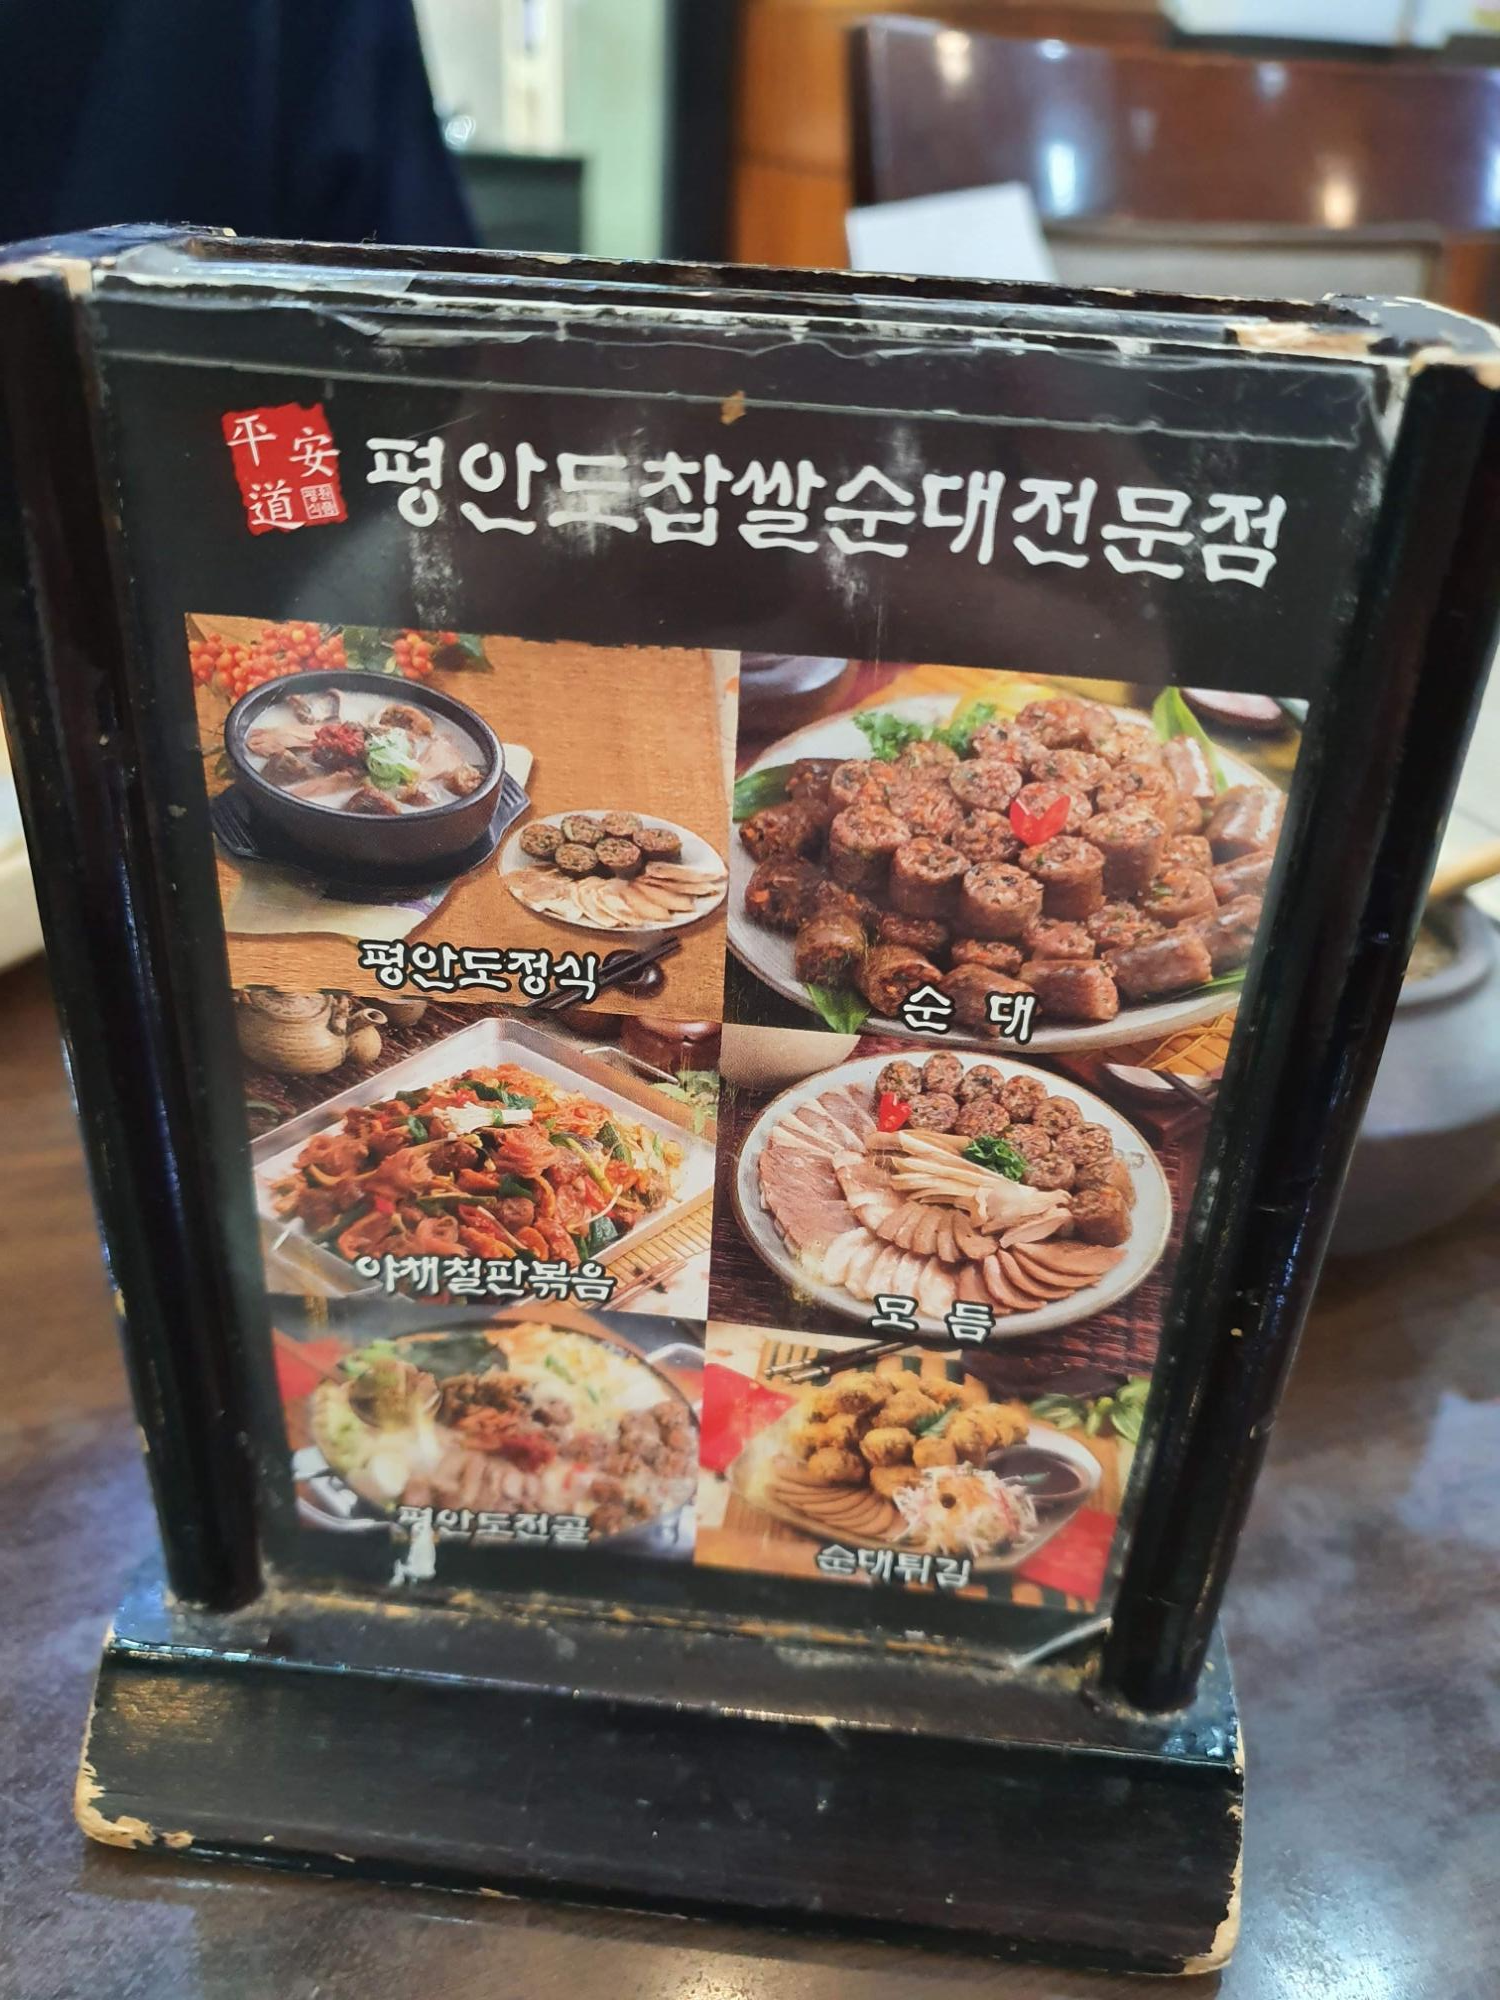 平安道
평안도찹쌀순대전문점
평안도정식
순 대
야채철판볶음
모 듬
평안도전골
순대튀김